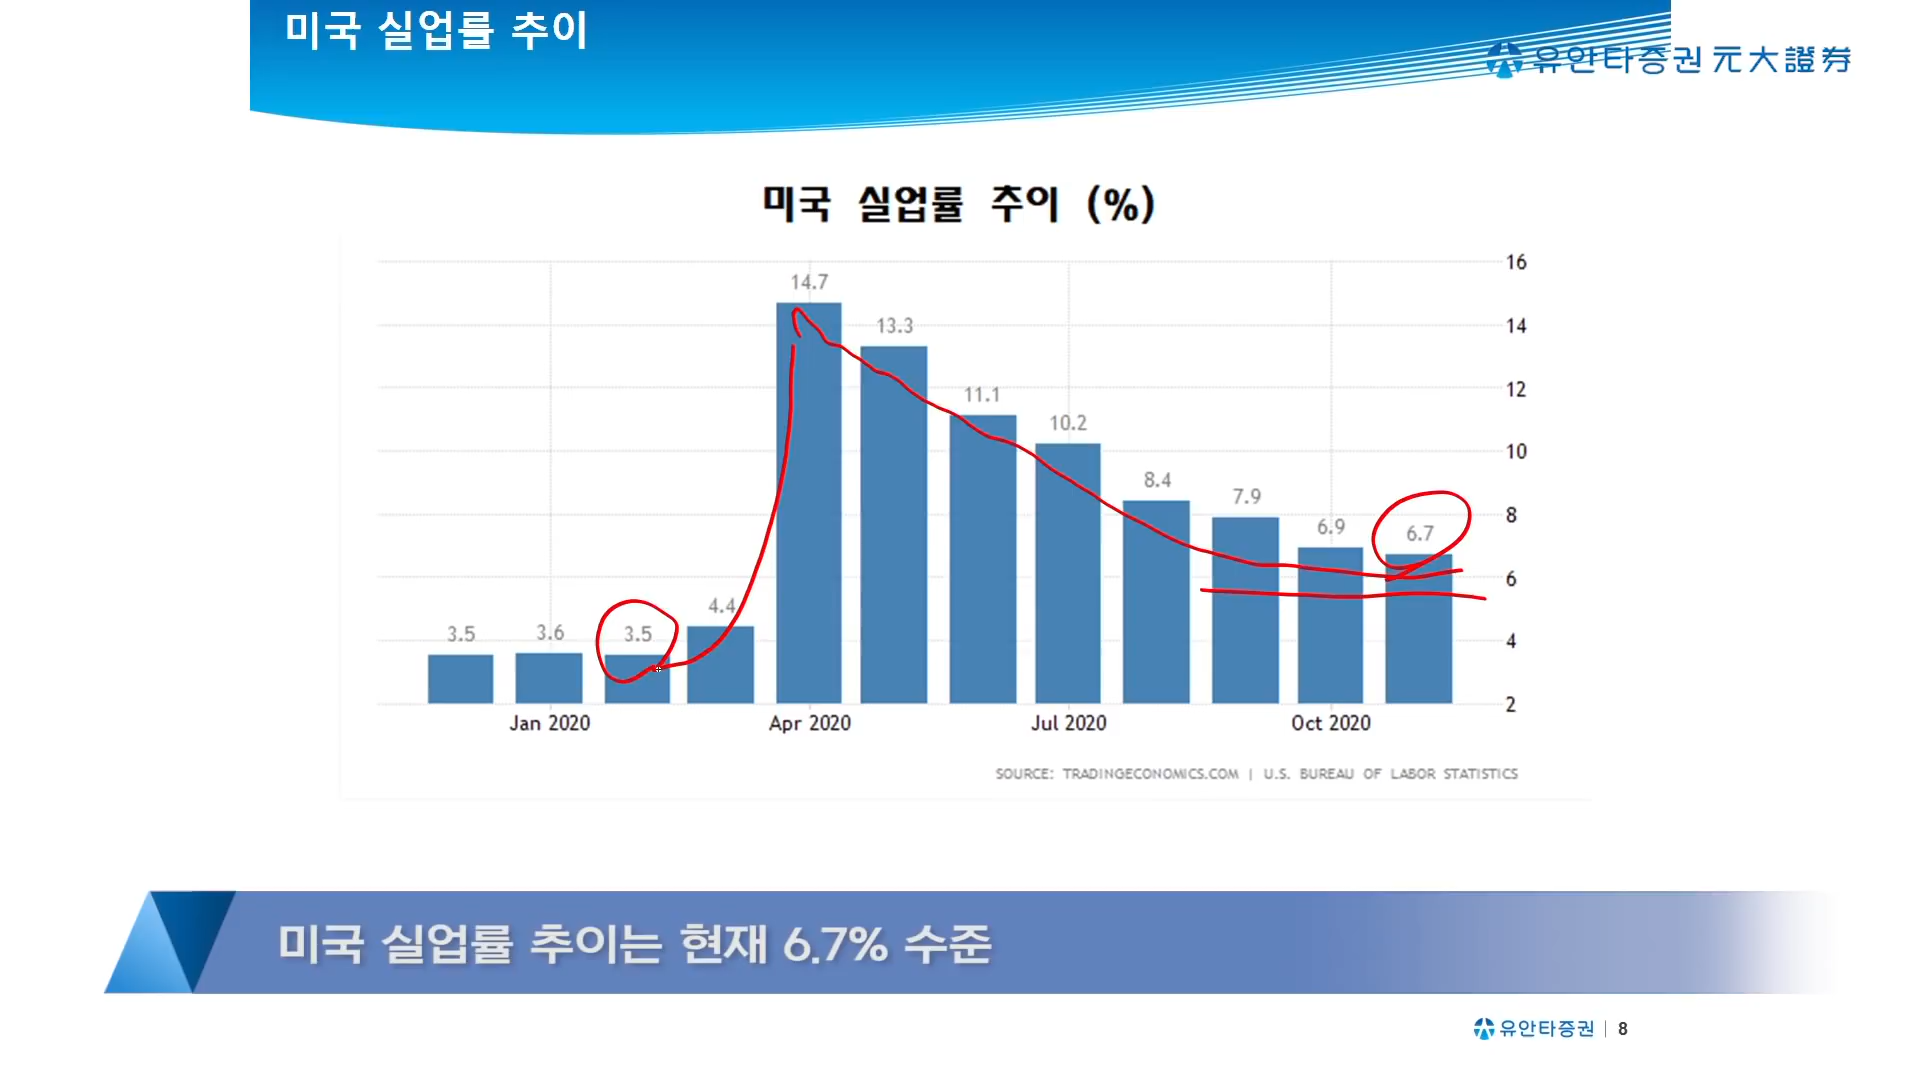 미국 실업률 추이
유안타증권 元大證券
미국 실업률 추이 (%)
16
14.7
14
13.3
12
11.1
10.2
10
8.4
7.9
8
6.9
6.7
6
4.4
3.5
3.6
3.5
4
2
Jan 2020
Apr 2020
Jul 2020
Oct 2020
SOURCE: TRADINGECONOMICS.COM | U.S. BUREAU OF LABOR STATISTICS
미국 실업률 추이는 현재 6.7% 수준
유안타증권 | 8